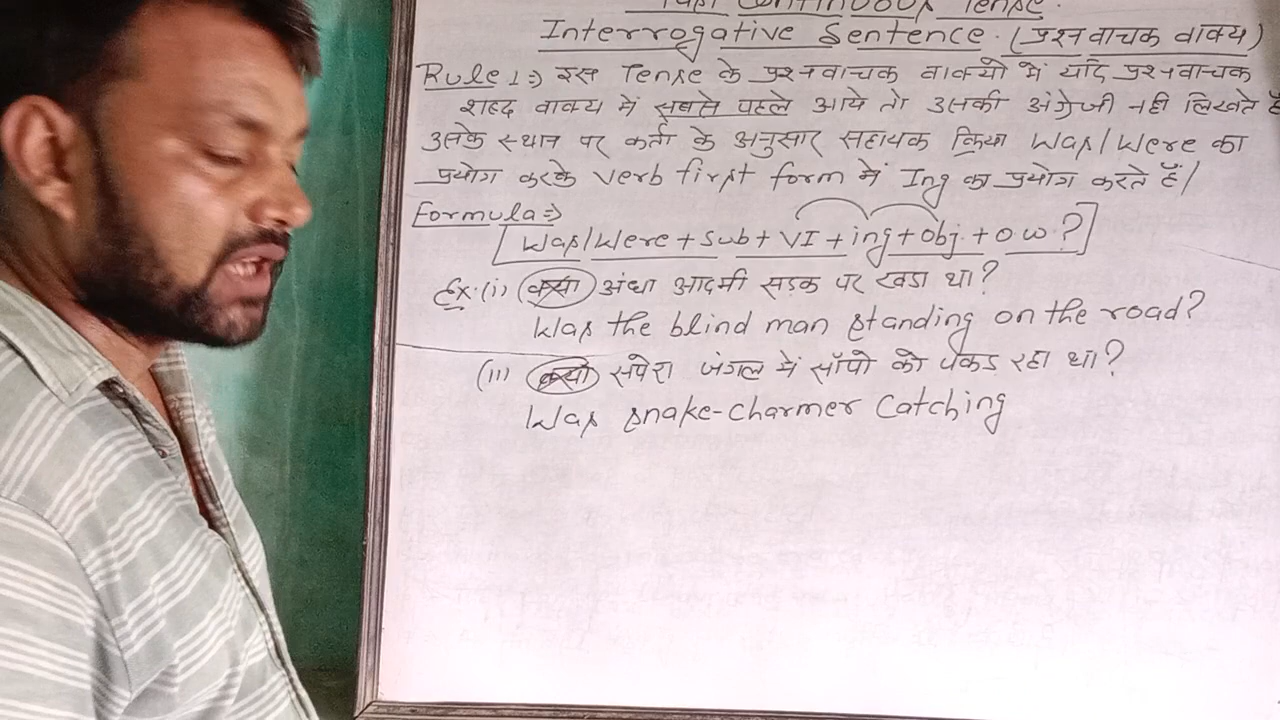 Past Continuous Tense.
Interrogative Sentence. (प्रश्नवाचक वाक्य)
Rule 1⇒ इस Tense के प्रश्नवाचक वाक्यों में यदि प्रश्नवाचक
शब्द वाक्य में सबसे पहले आये तो उसकी अंग्रेजी नही लिखते हैं
उसके स्थान पर कर्ता के अनुसार सहायक क्रिया Was/Were का
प्रयोग करके verb first form में Ing का प्रयोग करते हैं।
Formula⇒
[Was/Were + Sub + V1 + ing + obj. + o.w ?]
Ex.(i) क्या अंधा आदमी सड़क पर खडा था?
Was the blind man standing on the road?
(ii) क्या सपेरा जंगल में साँपो को पकड रहा था?
Was snake-charmer catching